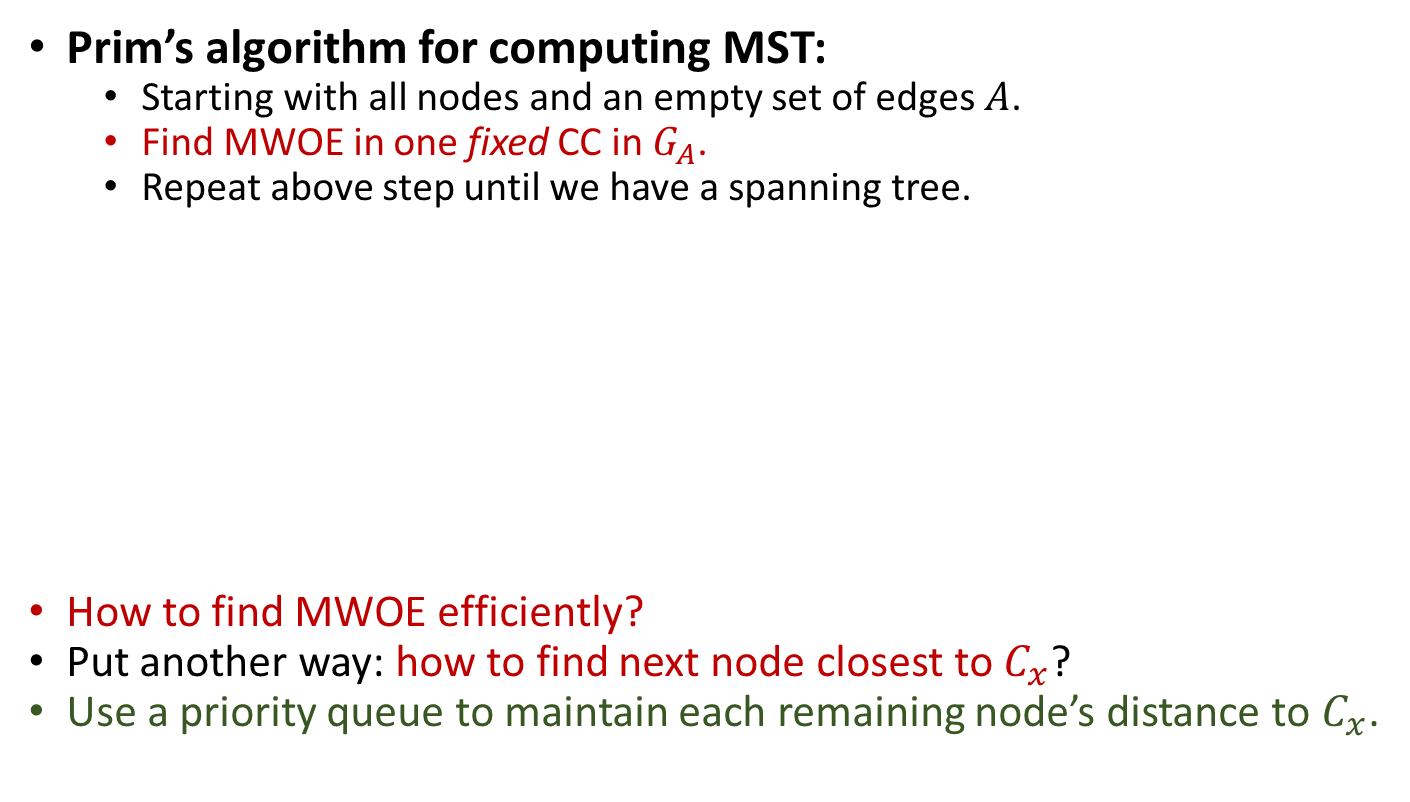 • Prim’s algorithm for computing MST:
• Starting with all nodes and an empty set of edges A.
• Find MWOE in one fixed CC in G_A.
• Repeat above step until we have a spanning tree.
• How to find MWOE efficiently?
• Put another way: how to find next node closest to C_x?
• Use a priority queue to maintain each remaining node’s distance to C_x.